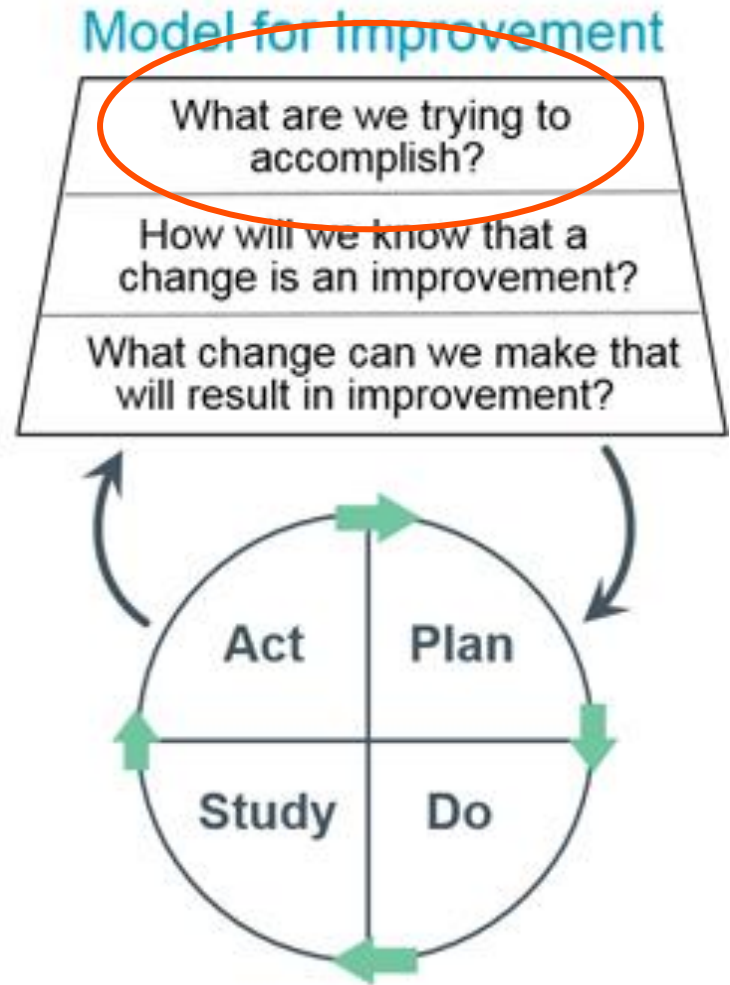 Model for Improvement
What are we trying to
accomplish?
How will we know that a
change is an improvement?
What change can we make that
will result in improvement?
Act
Plan
Study
Do